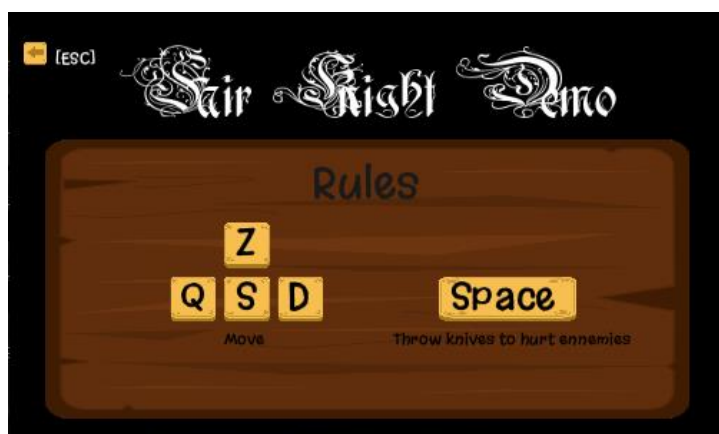 [ESC]
Fair Knight Demo
Rules
Z
Q S D
Space
Move
Throw knives to hurt ennemies